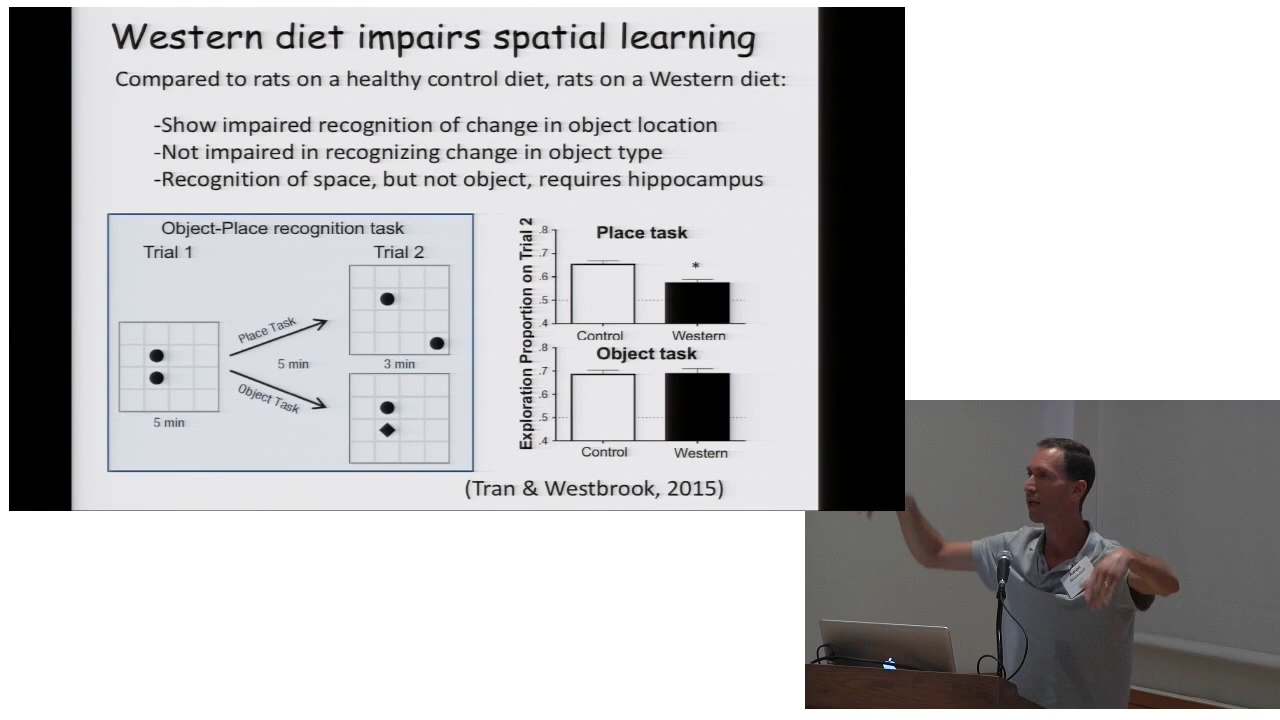 Western diet impairs spatial learning
Compared to rats on a healthy control diet, rats on a Western diet:
-Show impaired recognition of change in object location
-Not impaired in recognizing change in object type
-Recognition of space, but not object, requires hippocampus
Object-Place recognition task
Trial 1
Trial 2
Place Task
5 min
Object Task
5 min
3 min
Exploration Proportion on Trial 2
Place task
.8
.7
.6
.5
.4
*
Control
Western
Object task
.8
.7
.6
.5
.4
Control
Western
(Tran & Westbrook, 2015)